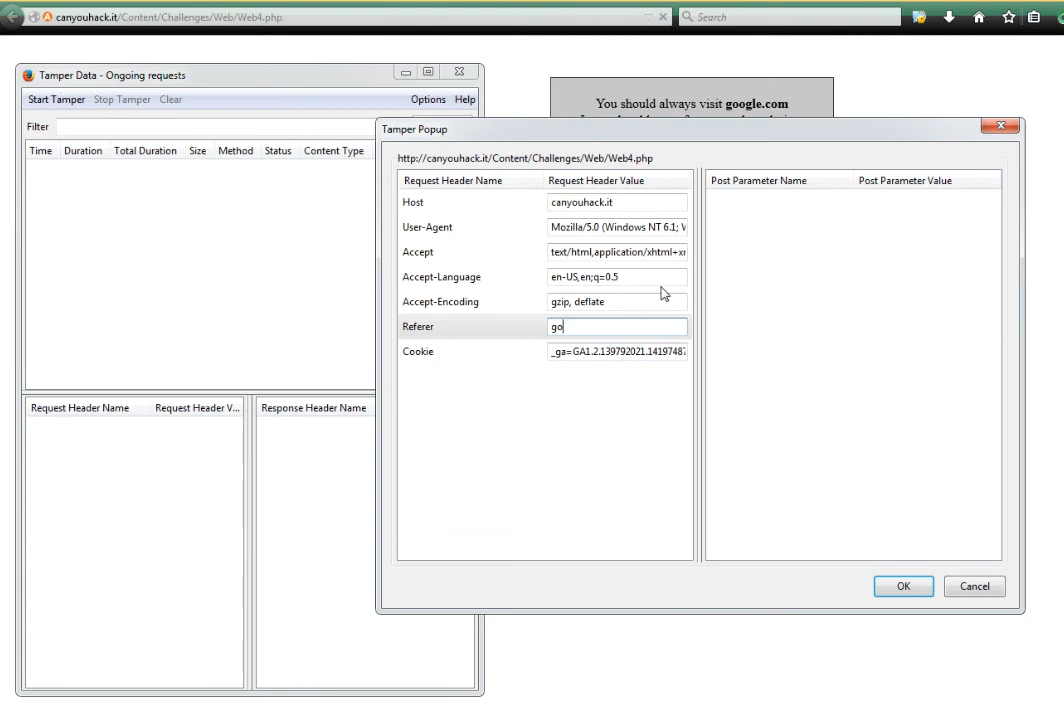 canyouhack.it/Content/Challenges/Web/Web4.php
Search
Tamper Data - Ongoing requests
Start Tamper Stop Tamper Clear
Options Help
Filter
Time Duration Total Duration Size Method Status Content Type
Request Header Name Request Header V...
Response Header Name
You should always visit google.com
Tamper Popup
http://canyouhack.it/Content/Challenges/Web/Web4.php
Request Header Name Request Header Value
Host canyouhack.it
User-Agent Mozilla/5.0 (Windows NT 6.1; V
Accept text/html,application/xhtml+xr
Accept-Language en-US,en;q=0.5
Accept-Encoding gzip, deflate
Referer go
Cookie _ga=GA1.2.139792021.14197487
Post Parameter Name Post Parameter Value
OK Cancel